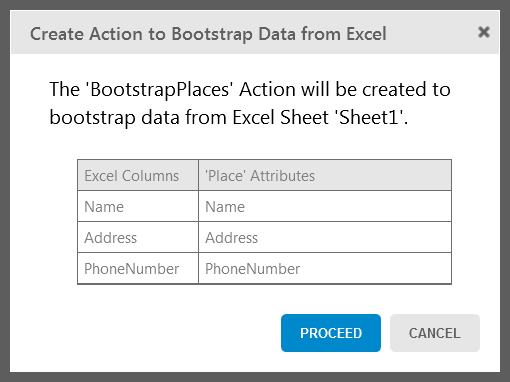 Create Action to Bootstrap Data from Excel ×
The 'BootstrapPlaces' Action will be created to
bootstrap data from Excel Sheet 'Sheet1'.
Excel Columns 'Place' Attributes
Name Name
Address Address
PhoneNumber PhoneNumber
PROCEED CANCEL